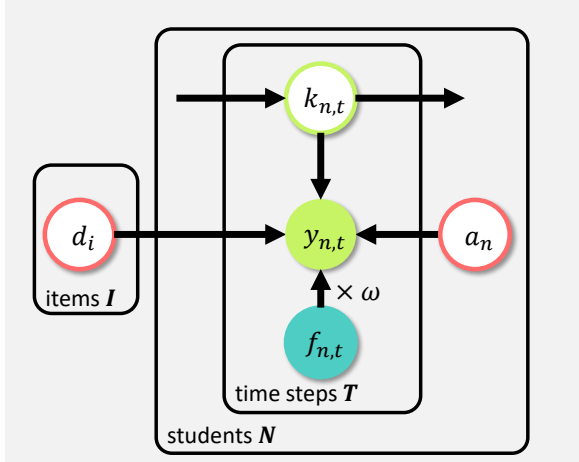 k_{n,t}
d_i
y_{n,t}
a_n
items I
× ω
f_{n,t}
time steps T
students N